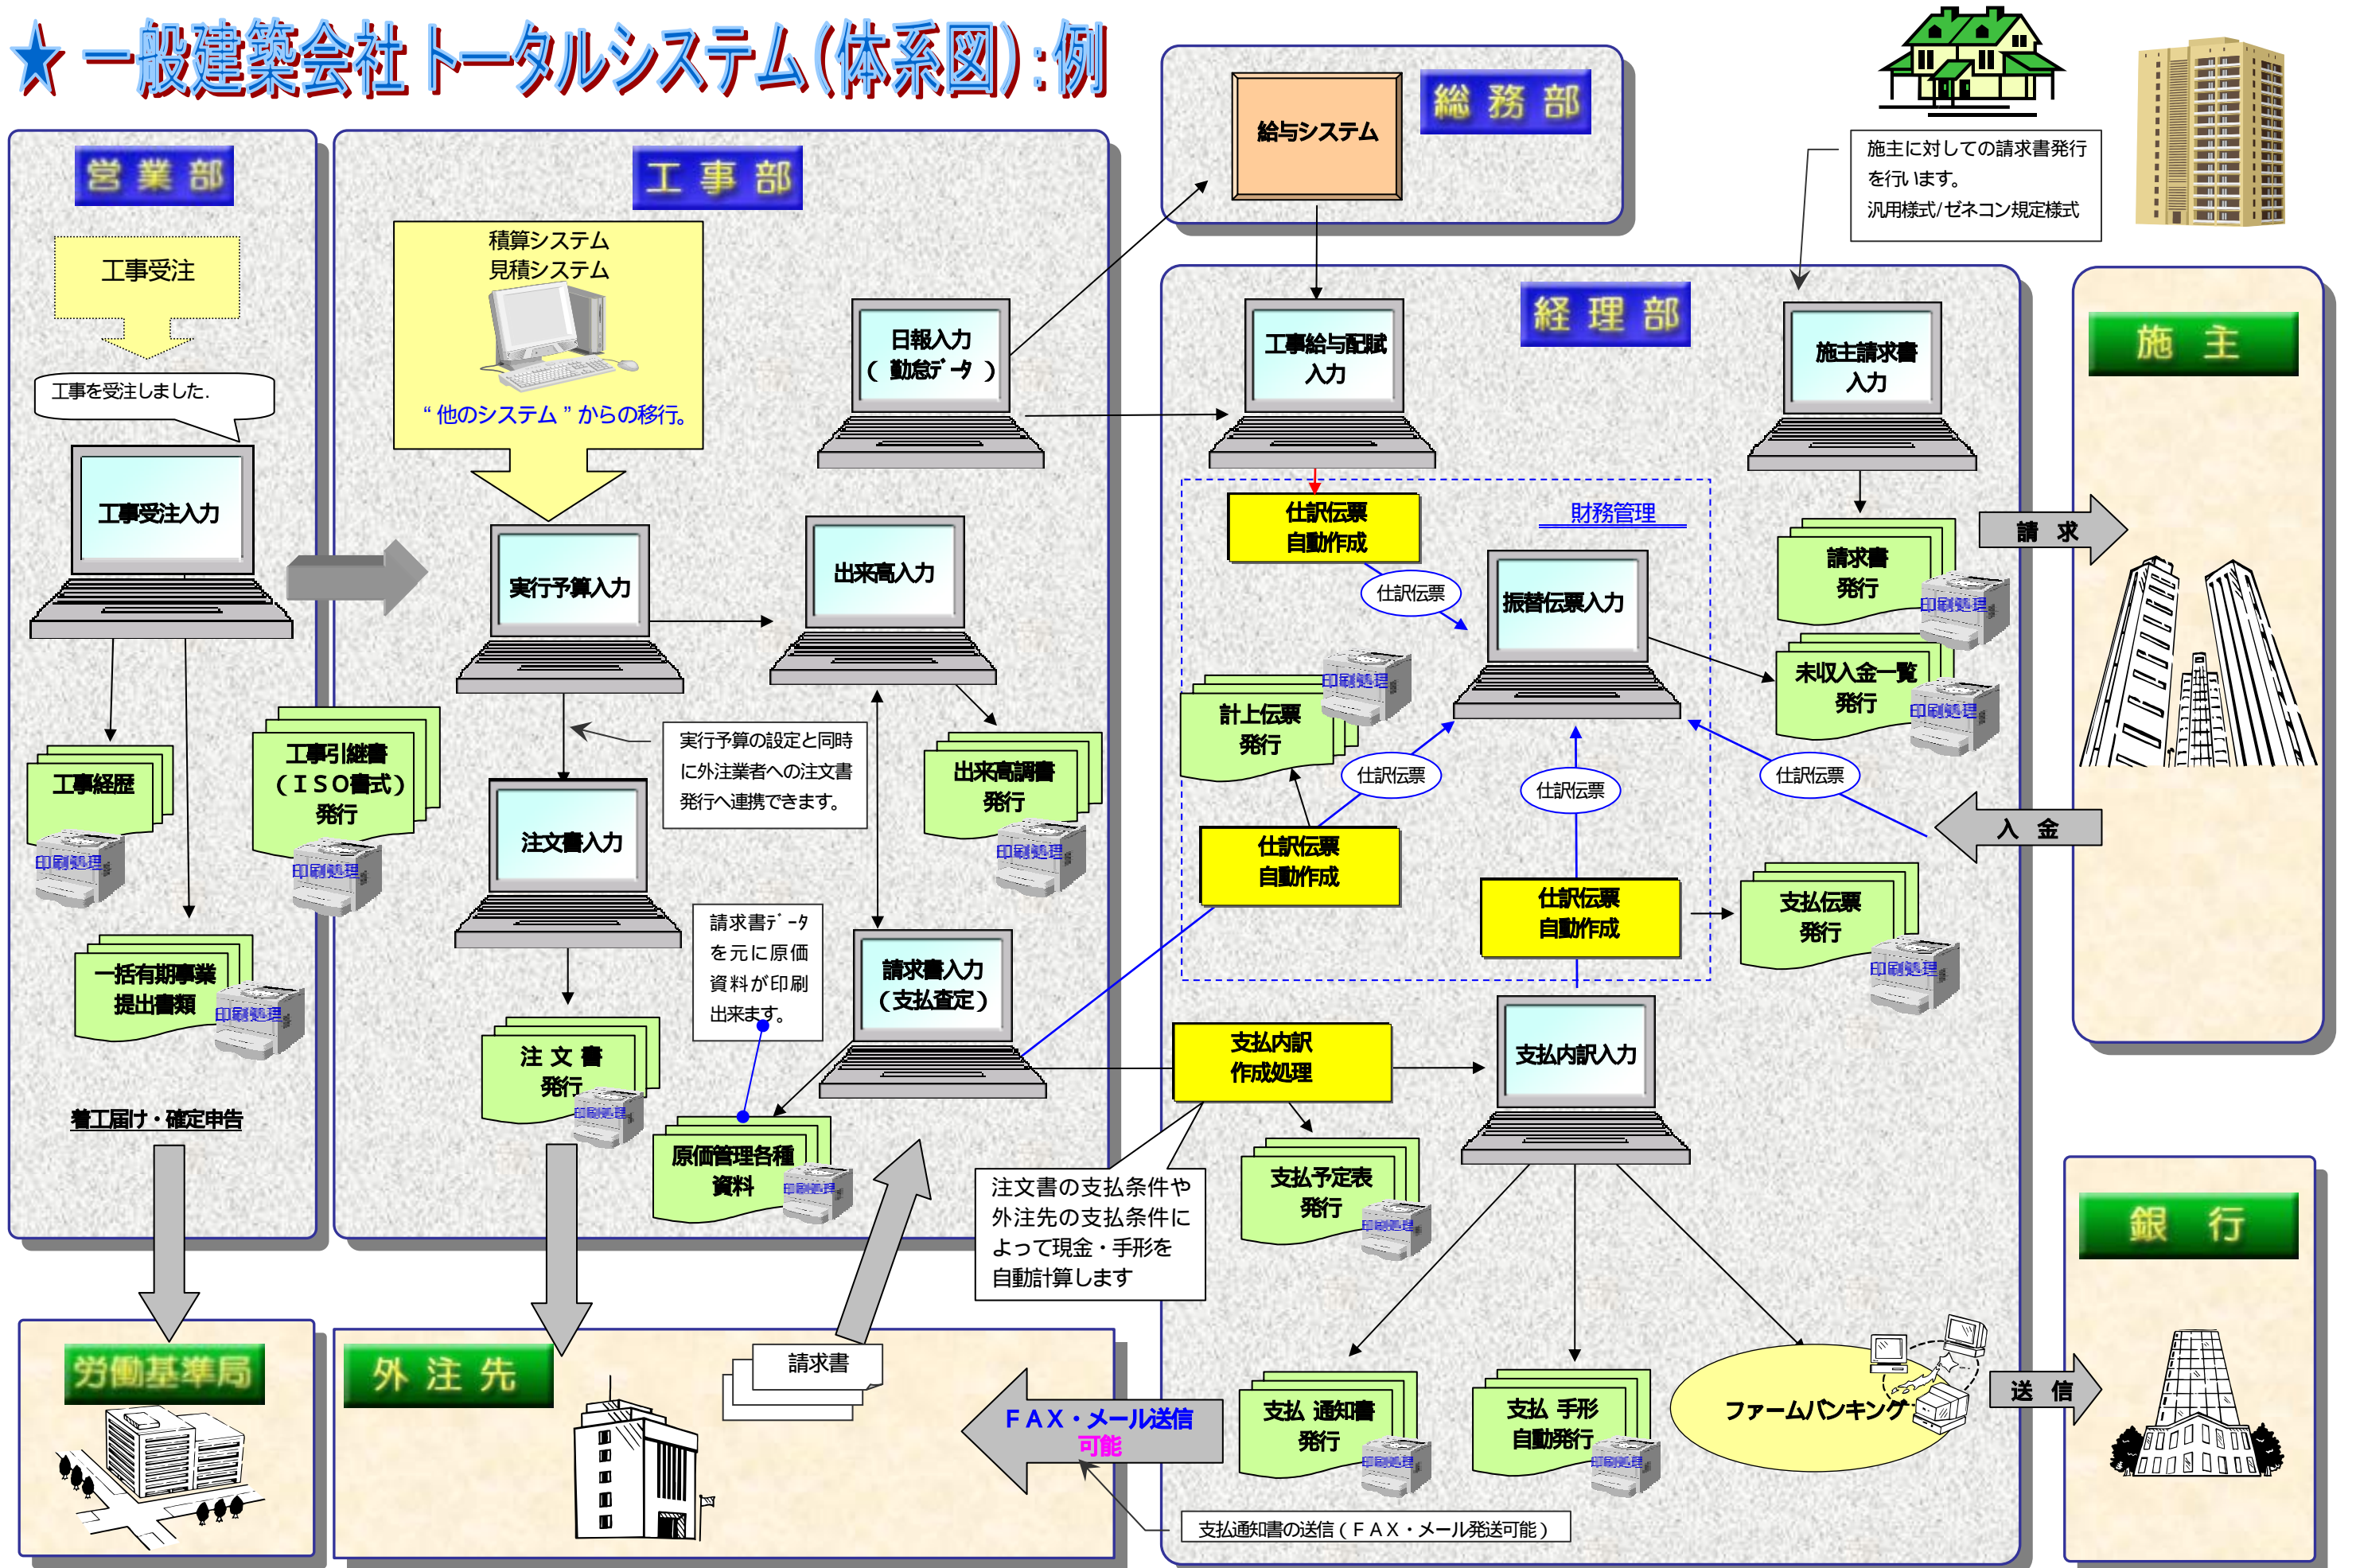 ★ 一般建築会社 トータルシステム(体系図):例
営業部
工事受注
工事を受注しました.
工事受注入力
工事経歴
印刷処理
工事引継書
(ISO書式)
発行
印刷処理
一括有期事業
提出書類
印刷処理
着工届け・確定申告
労働基準局
工事部
積算システム
見積システム
“他のシステム”からの移行。
日報入力
( 勤怠データ )
実行予算入力
出来高入力
実行予算の設定と同時
に外注業者への注文書
発行へ連携できます。
出来高調書
発行
印刷処理
注文書入力
請求書データ
を元に原価
資料が印刷
出来ます。
請求書入力
(支払査定)
注 文 書
発行
印刷処理
原価管理各種
資料
印刷処理
外注先
請求書
総務部
給与システム
経理部
工事給与配賦
入力
施主に対しての請求書発行
を行います。
汎用様式/ゼネコン規定様式
施主請求書
入力
仕訳伝票
自動作成
財務管理
仕訳伝票
振替伝票入力
請求書
発行
印刷処理
未収入金一覧
発行
印刷処理
計上伝票
発行
印刷処理
仕訳伝票
仕訳伝票
仕訳伝票
仕訳伝票
自動作成
仕訳伝票
自動作成
支払伝票
発行
印刷処理
支払内訳
作成処理
支払内訳入力
注文書の支払条件や
外注先の支払条件に
よって現金・手形を
自動計算します
支払予定表
発行
印刷処理
支払 通知書
発行
印刷処理
支払 手形
自動発行
印刷処理
ファームバンキング
FAX・メール送信
可能
支払通知書の送信(FAX・メール発送可能)
施 主
請 求
入 金
銀 行
送 信